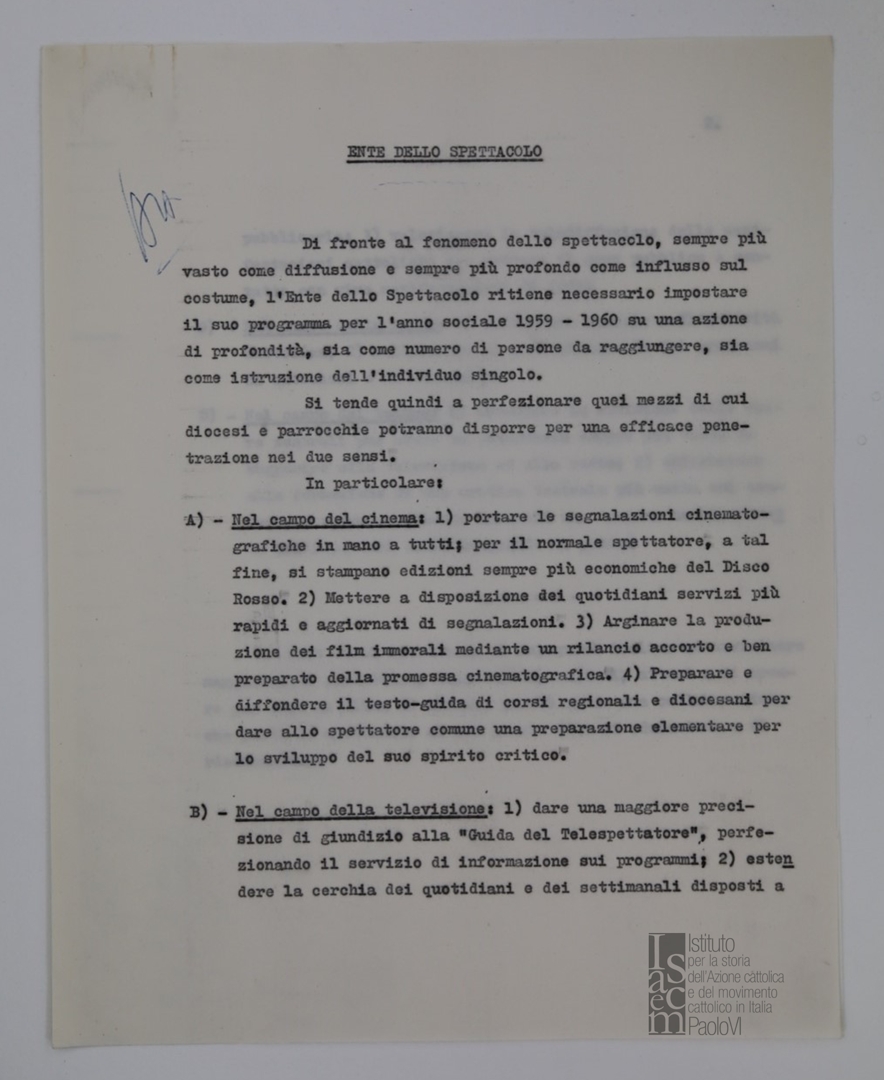 ENTE DELLO SPETTACOLO
Di fronte al fenomeno dello spettacolo, sempre più
vasto come diffusione e sempre più profondo come influsso sul
costume, l'Ente dello Spettacolo ritiene necessario impostare
il suo programma per l'anno sociale 1959 - 1960 su una azione
di profondità, sia come numero di persone da raggiungere, sia
come istruzione dell'individuo singolo.
Si tende quindi a perfezionare quei mezzi di cui
diocesi e parrocchie potranno disporre per una efficace pene-
trazione nei due sensi.
In particolare:
A) - Nel campo del cinema: 1) portare le segnalazioni cinemato-
grafiche in mano a tutti; per il normale spettatore, a tal
fine, si stampano edizioni sempre più economiche del Disco
Rosso. 2) Mettere a disposizione dei quotidiani servizi più
rapidi e aggiornati di segnalazioni. 3) Arginare la produ-
zione dei film immorali mediante un rilancio accorto e ben
preparato della promessa cinematografica. 4) Preparare e
diffondere il testo-guida di corsi regionali e diocesani per
dare allo spettatore comune una preparazione elementare per
lo sviluppo del suo spirito critico."
B) - Nel campo della televisione: 1) dare una maggiore preci-
sione di giundizio alla "Guida del Telespettatore", perfe-
zionando il servizio di informazione sui programmi; 2) esten
dere la cerchia dei quotidiani e dei settimanali disposti a
Isacem
Istituto
per la storia
dell'Azione càttolica
e del movimento
cattolico in Italia
PaoloVI